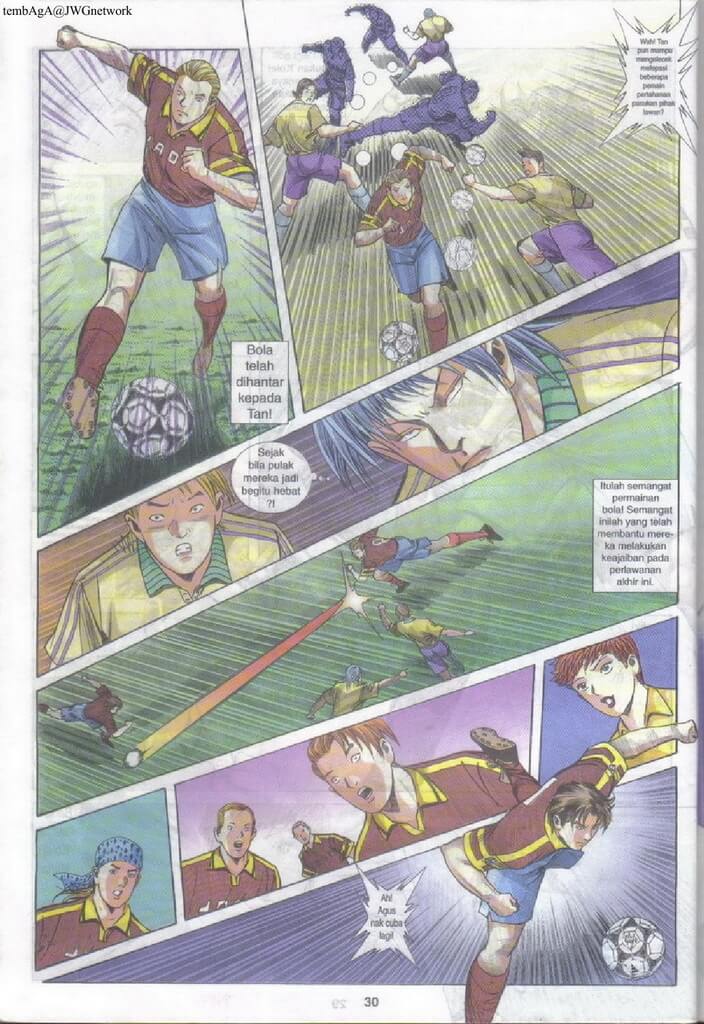 tembAgA@JWGnetwork
Wah! Tan
pun mampu
mengelecek
melepasi
beberapa
pemain
pertahanan
pasukan pihak
lawan?
Bola
telah
dihantar
kepada
Tan!
Sejak
bila pulak
mereka jadi
begitu hebat
?!
Itulah semangat
permainan
bola! Semangat
inilah yang telah
membantu mereka
melakukan
keajaiban pada
perlawanan
akhir ini.
Ah!
Agus
nak cuba
lagi!
30